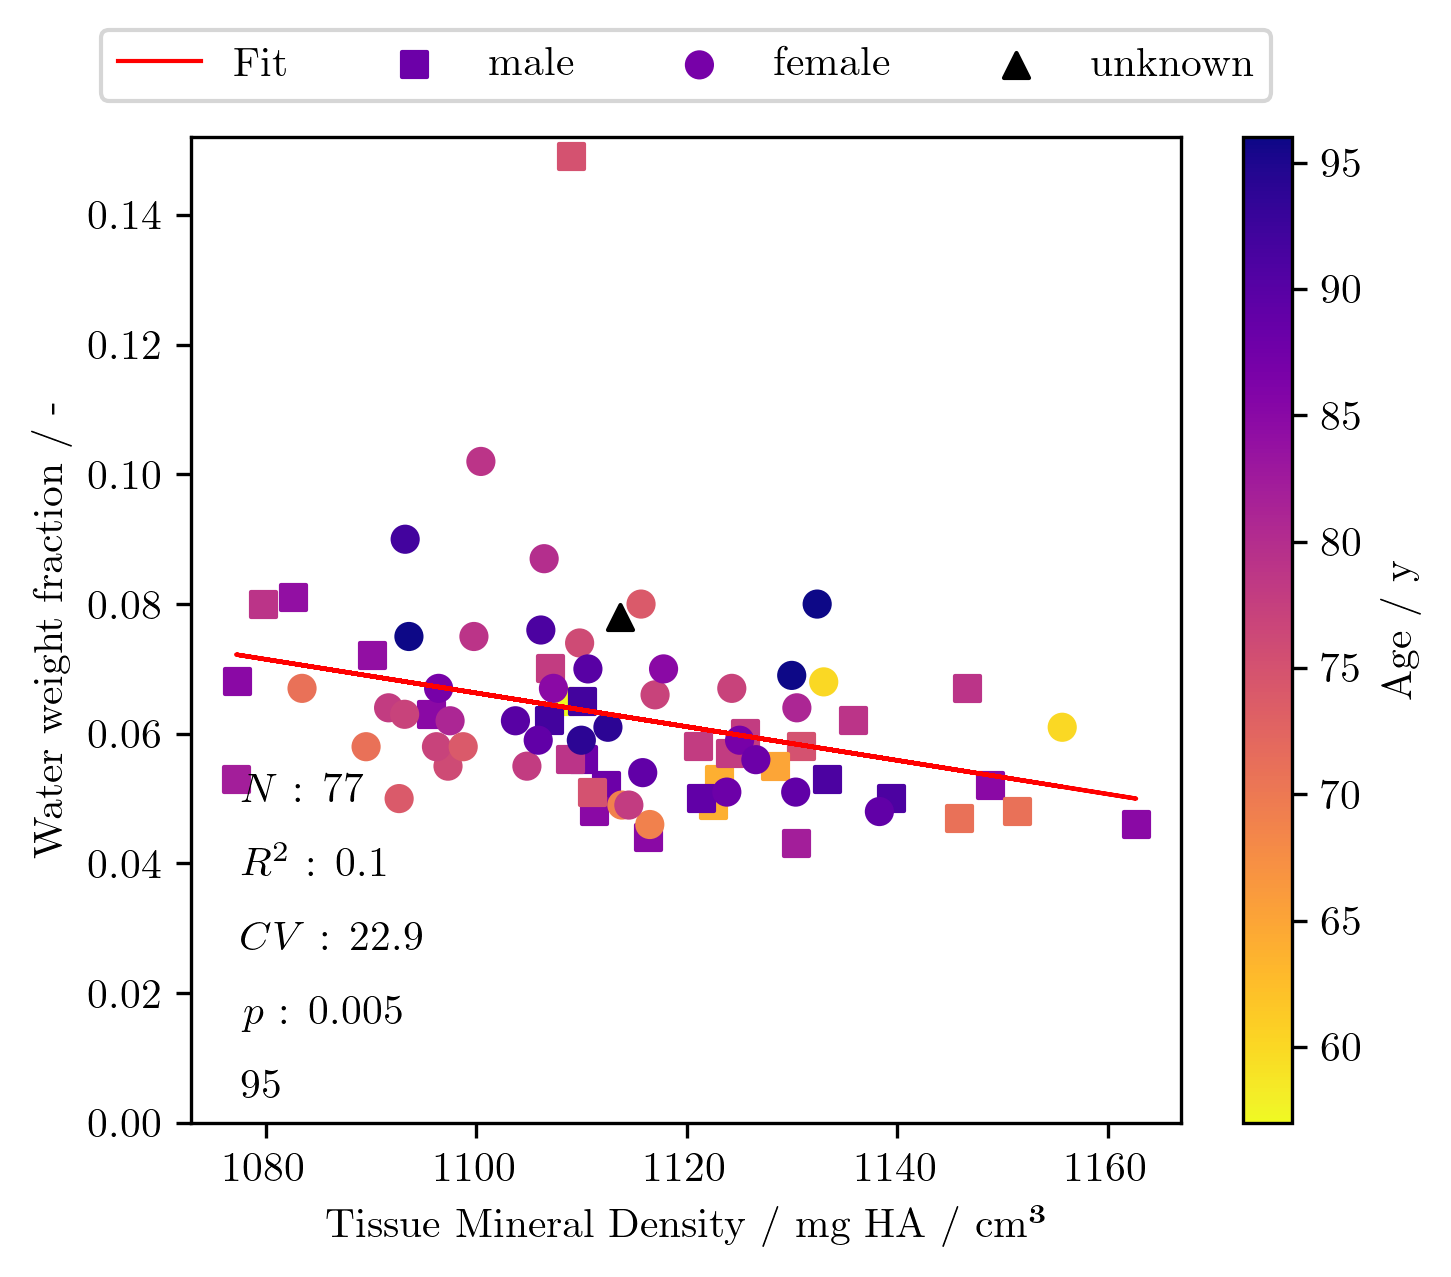 Fit male female unknown
0.14
0.12
0.10
0.08
0.06
0.04
0.02
0.00
Water weight fraction / -
N : 77
R² : 0.1
CV : 22.9
p : 0.005
95
1080 1100 1120 1140 1160
Tissue Mineral Density / mg HA / cm³
95
90
85
80
75
70
65
60
Age / y